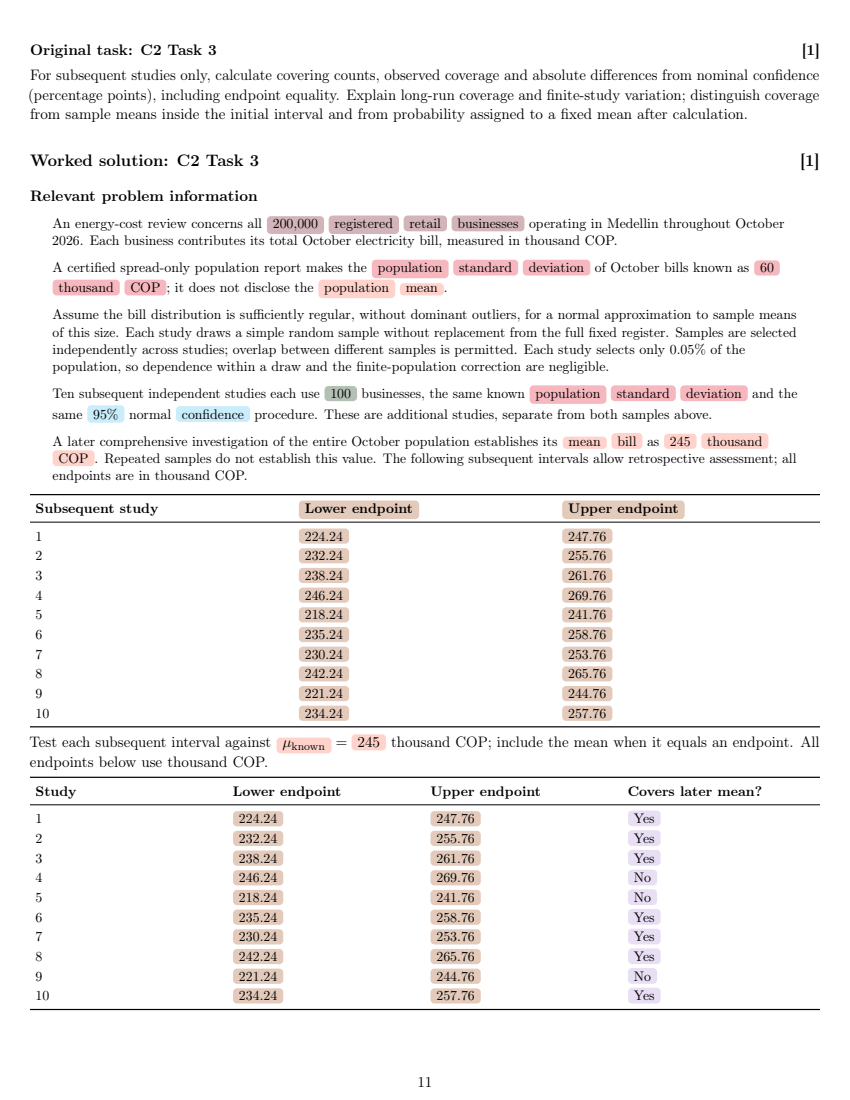 Original task: C2 Task 3 [1]
For subsequent studies only, calculate covering counts, observed coverage and absolute differences from nominal confidence
(percentage points), including endpoint equality. Explain long-run coverage and finite-study variation; distinguish coverage
from sample means inside the initial interval and from probability assigned to a fixed mean after calculation.
Worked solution: C2 Task 3 [1]
Relevant problem information
An energy-cost review concerns all 200,000 registered retail businesses operating in Medellin throughout October
2026. Each business contributes its total October electricity bill, measured in thousand COP.
A certified spread-only population report makes the population standard deviation of October bills known as 60
thousand COP; it does not disclose the population mean.
Assume the bill distribution is sufficiently regular, without dominant outliers, for a normal approximation to sample means
of this size. Each study draws a simple random sample without replacement from the full fixed register. Samples are selected
independently across studies; overlap between different samples is permitted. Each study selects only 0.05% of the
population, so dependence within a draw and the finite-population correction are negligible.
Ten subsequent independent studies each use 100 businesses, the same known population standard deviation and the
same 95% normal confidence procedure. These are additional studies, separate from both samples above.
A later comprehensive investigation of the entire October population establishes its mean bill as 245 thousand
COP. Repeated samples do not establish this value. The following subsequent intervals allow retrospective assessment; all
endpoints are in thousand COP.
Subsequent study Lower endpoint Upper endpoint
1 224.24 247.76
2 232.24 255.76
3 238.24 261.76
4 246.24 269.76
5 218.24 241.76
6 235.24 258.76
7 230.24 253.76
8 242.24 265.76
9 221.24 244.76
10 234.24 257.76
Test each subsequent interval against μknown = 245 thousand COP; include the mean when it equals an endpoint. All
endpoints below use thousand COP.
Study Lower endpoint Upper endpoint Covers later mean?
1 224.24 247.76 Yes
2 232.24 255.76 Yes
3 238.24 261.76 Yes
4 246.24 269.76 No
5 218.24 241.76 No
6 235.24 258.76 Yes
7 230.24 253.76 Yes
8 242.24 265.76 Yes
9 221.24 244.76 No
10 234.24 257.76 Yes
11